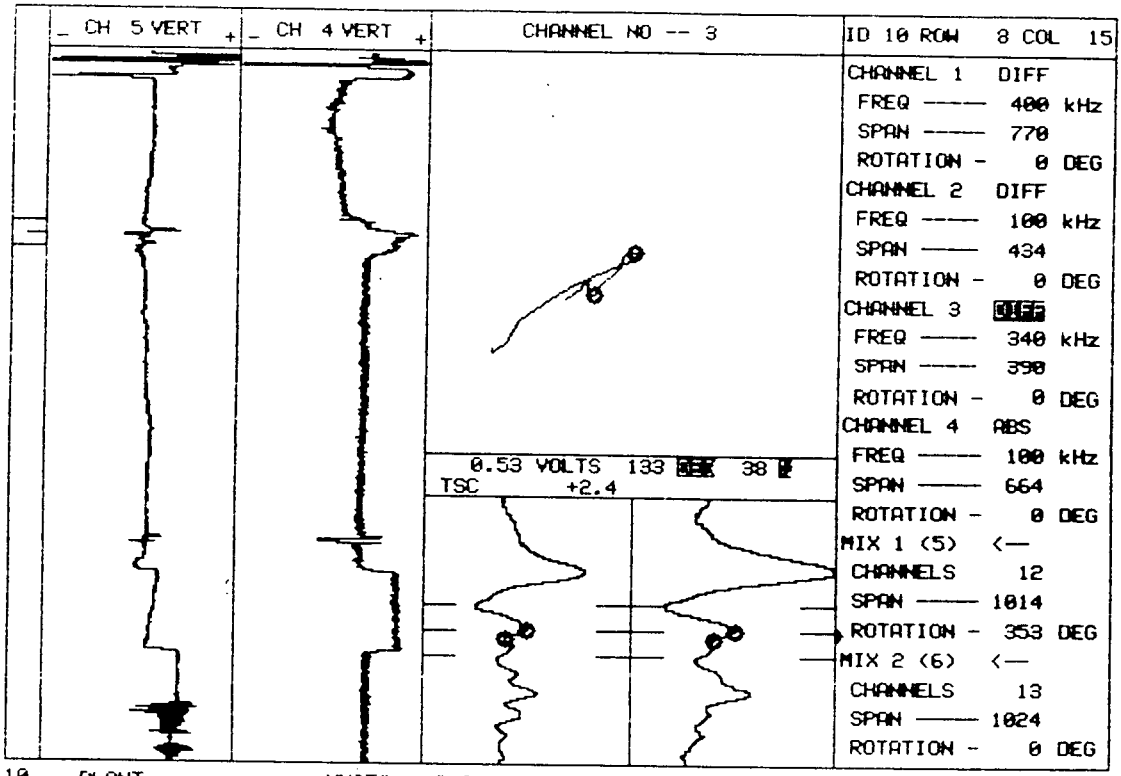 _ CH 5 VERT +
_ CH 4 VERT +
CHANNEL NO -- 3
ID 10 ROW 8 COL 15
CHANNEL 1 DIFF
FREQ ----- 400 kHz
SPAN ----- 770
ROTATION - 0 DEG
CHANNEL 2 DIFF
FREQ ----- 100 kHz
SPAN ----- 434
ROTATION - 0 DEG
CHANNEL 3 DIFF
FREQ ----- 340 kHz
SPAN ----- 390
ROTATION - 0 DEG
CHANNEL 4 ABS
FREQ ----- 100 kHz
SPAN ----- 664
ROTATION - 0 DEG
MIX 1 (5) <--
CHANNELS 12
SPAN ----- 1014
ROTATION - 353 DEG
MIX 2 (6) <--
CHANNELS 13
SPAN ----- 1024
ROTATION - 0 DEG
0.53 VOLTS 133 38
TSC +2.4